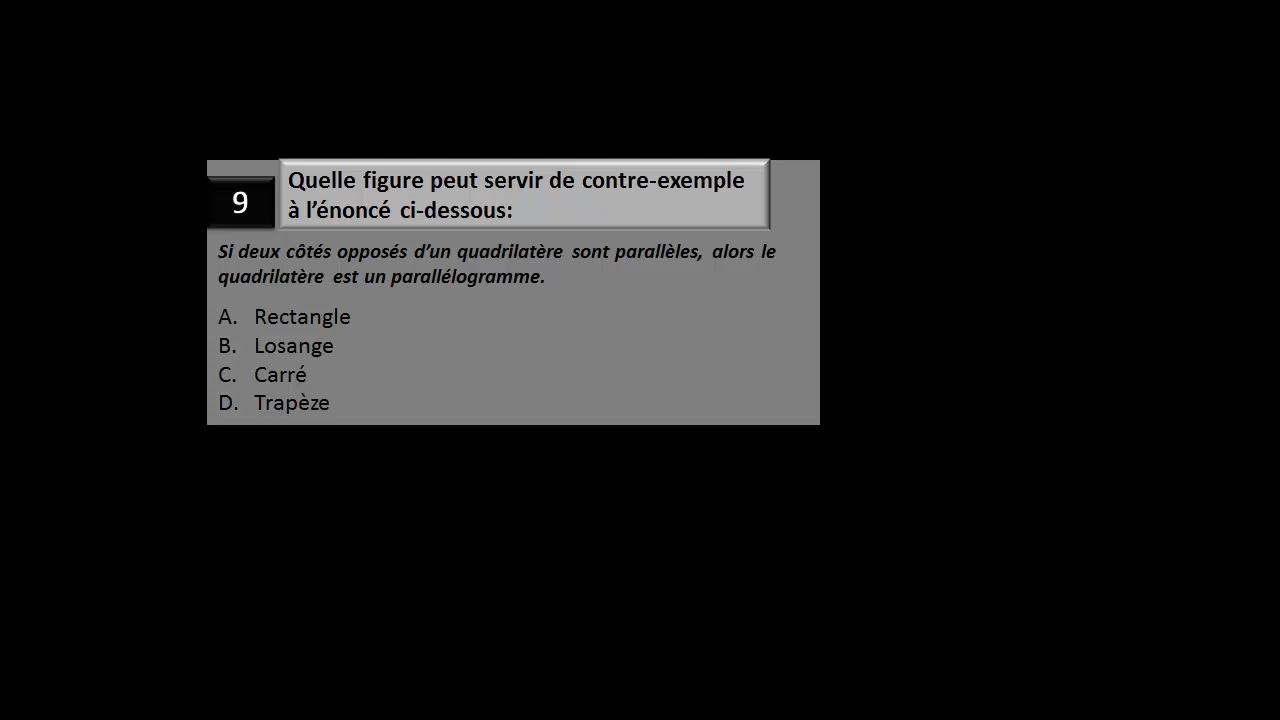 9
Quelle figure peut servir de contre-exemple
à l'énoncé ci-dessous:
Si deux côtés opposés d'un quadrilatère sont parallèles, alors le
quadrilatère est un parallélogramme.
A. Rectangle
B. Losange
C. Carré
D. Trapèze